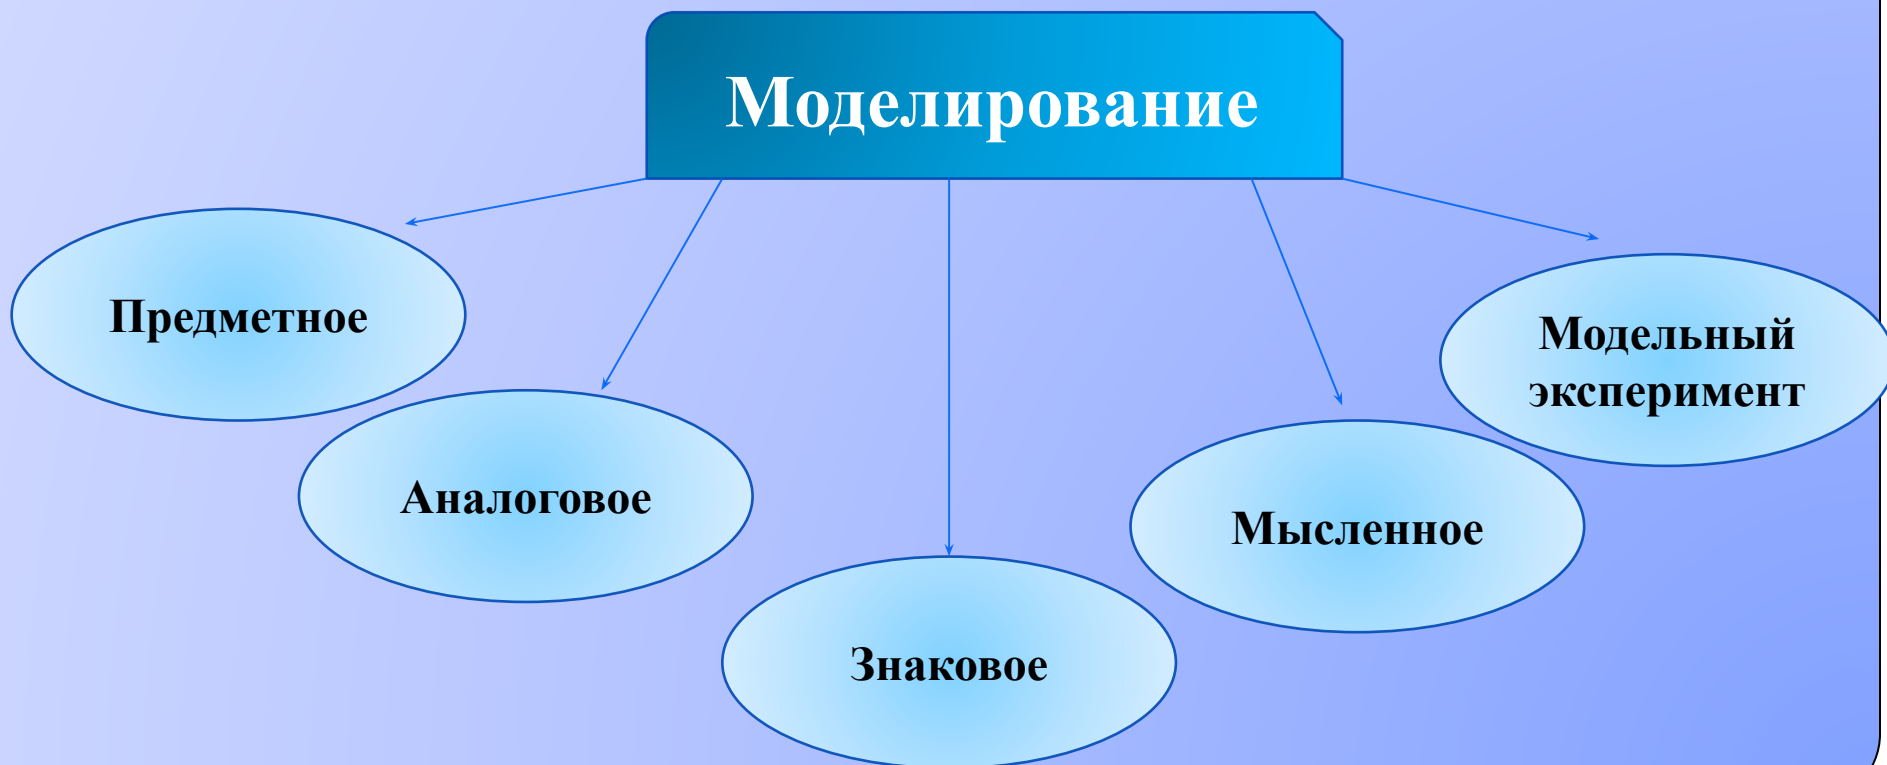 Моделирование
Предметное
Аналоговое
Знаковое
Мысленное
Модельный
эксперимент